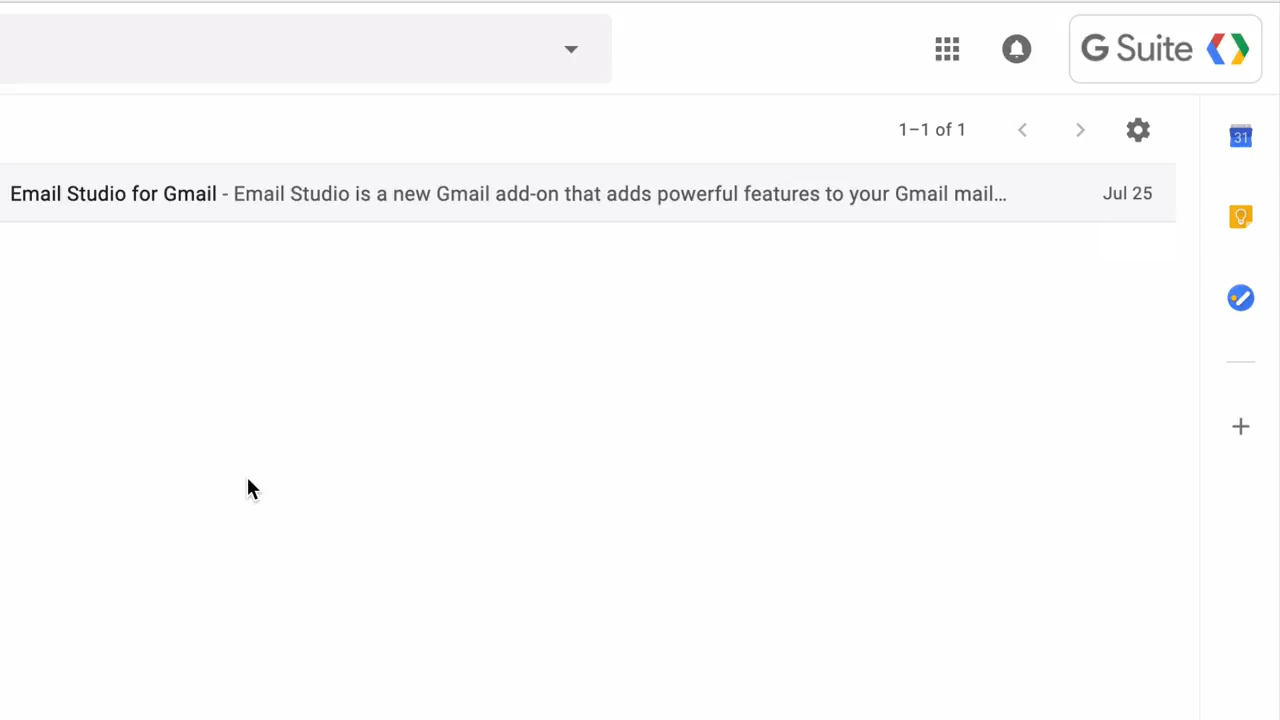 G Suite
1–1 of 1
31
Email Studio for Gmail - Email Studio is a new Gmail add-on that adds powerful features to your Gmail mail...
Jul 25